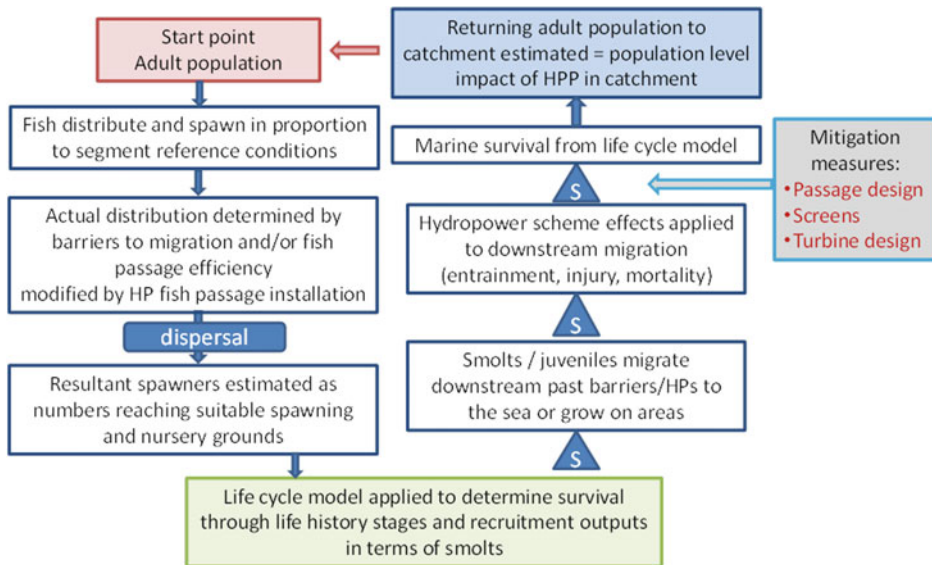 Start point
Adult population
Fish distribute and spawn in proportion
to segment reference conditions
Actual distribution determined by
barriers to migration and/or fish
passage efficiency
modified by HP fish passage installation
dispersal
Resultant spawners estimated as
numbers reaching suitable spawning
and nursery grounds
Life cycle model applied to determine survival
through life history stages and recruitment outputs
in terms of smolts
S
Smolts / juveniles migrate
downstream past barriers/HPs to
the sea or grow on areas
S
Hydropower scheme effects applied
to downstream migration
(entrainment, injury, mortality)
S
Marine survival from life cycle model
Returning adult population to
catchment estimated = population level
impact of HPP in catchment
Mitigation
measures:
•Passage design
•Screens
•Turbine design